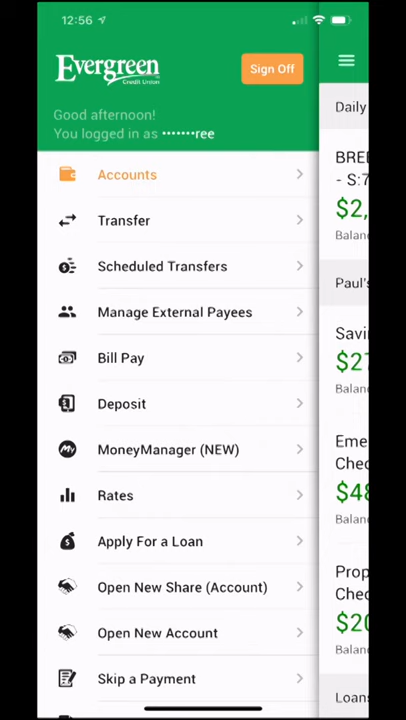 12:56
Evergreen
Credit Union
Sign Off
Good afternoon!
You logged in as •••••••ree
Accounts
Transfer
Scheduled Transfers
Manage External Payees
Bill Pay
Deposit
MoneyManager (NEW)
Rates
Apply For a Loan
Open New Share (Account)
Open New Account
Skip a Payment
Daily
BREE
- S:7
$2,
Balan
Paul's
Savi
$27
Balan
Eme
Chec
$48
Balan
Prop
Chec
$20
Balan
Loans